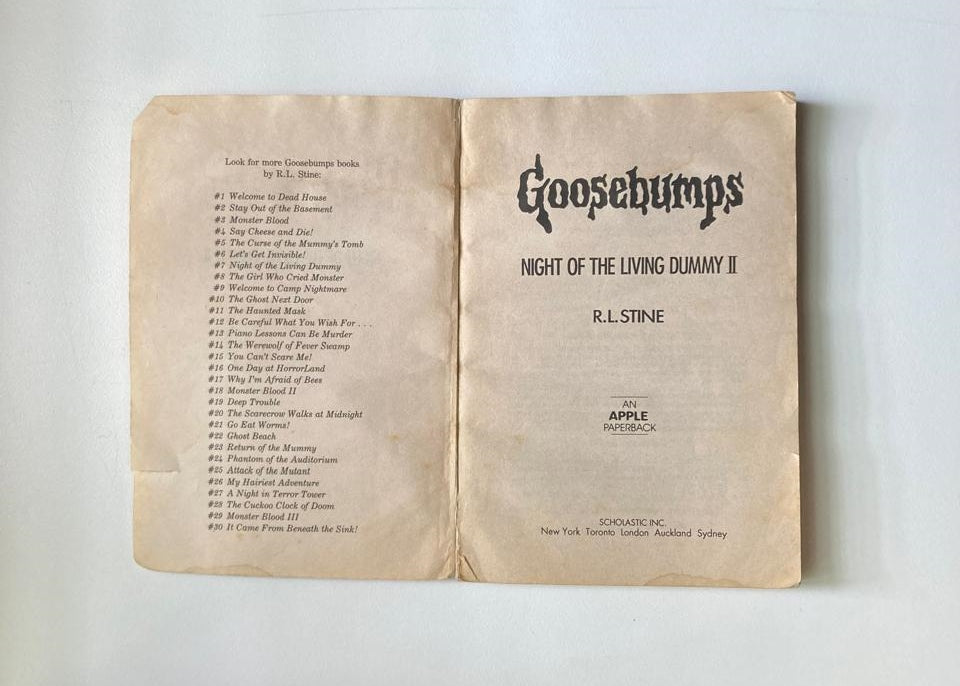 Look for more Goosebumps books
by R.L. Stine:
#1 Welcome to Dead House
#2 Stay Out of the Basement
#3 Monster Blood
#4 Say Cheese and Die!
#5 The Curse of the Mummy's Tomb
#6 Let's Get Invisible!
#7 Night of the Living Dummy
#8 The Girl Who Cried Monster
#9 Welcome to Camp Nightmare
#10 The Ghost Next Door
#11 The Haunted Mask
#12 Be Careful What You Wish For . . .
#13 Piano Lessons Can Be Murder
#14 The Werewolf of Fever Swamp
#15 You Can't Scare Me!
#16 One Day at HorrorLand
#17 Why I'm Afraid of Bees
#18 Monster Blood II
#19 Deep Trouble
#20 The Scarecrow Walks at Midnight
#21 Go Eat Worms!
#22 Ghost Beach
#23 Return of the Mummy
#24 Phantom of the Auditorium
#25 Attack of the Mutant
#26 My Hairiest Adventure
#27 A Night in Terror Tower
#28 The Cuckoo Clock of Doom
#29 Monster Blood III
#30 It Came From Beneath the Sink!
Goosebumps
NIGHT OF THE LIVING DUMMY II
R.L. STINE
AN
APPLE
PAPERBACK
SCHOLASTIC INC.
New York Toronto London Auckland Sydney